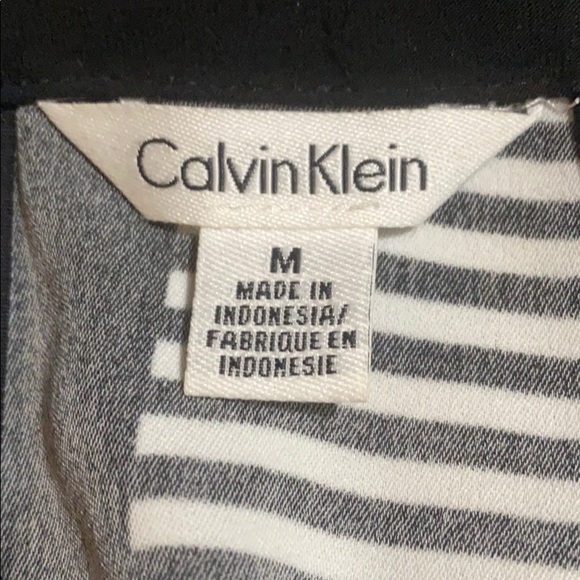 Calvin Klein
M
MADE IN
INDONESIA/
FABRIQUE EN
INDONESIE